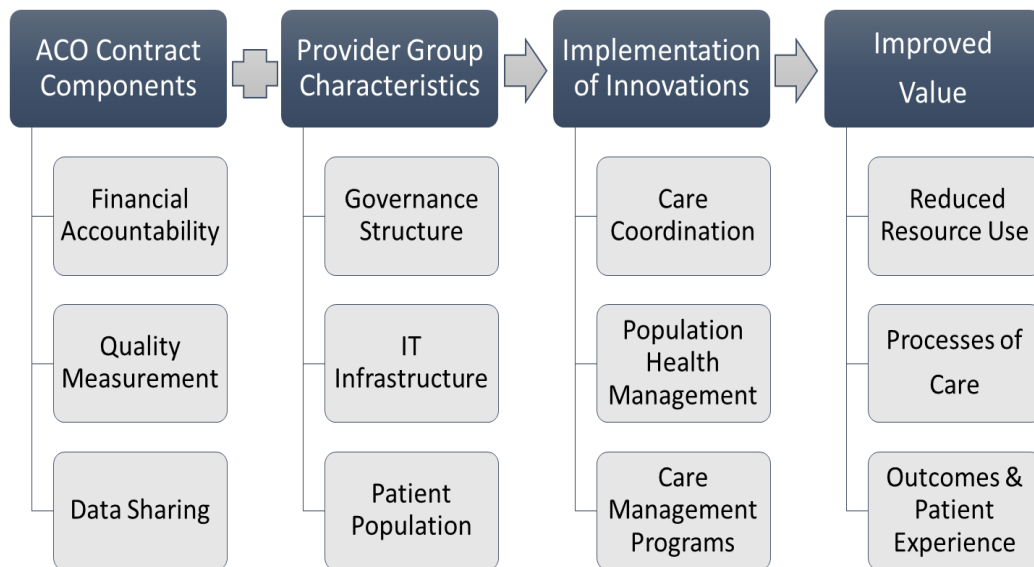 ACO Contract
Components
Provider Group
Characteristics
Implementation
of Innovations
Improved
Value
Financial
Accountability
Governance
Structure
Care
Coordination
Reduced
Resource Use
Quality
Measurement
IT
Infrastructure
Population
Health
Management
Processes of
Care
Data Sharing
Patient
Population
Care
Management
Programs
Outcomes &
Patient
Experience